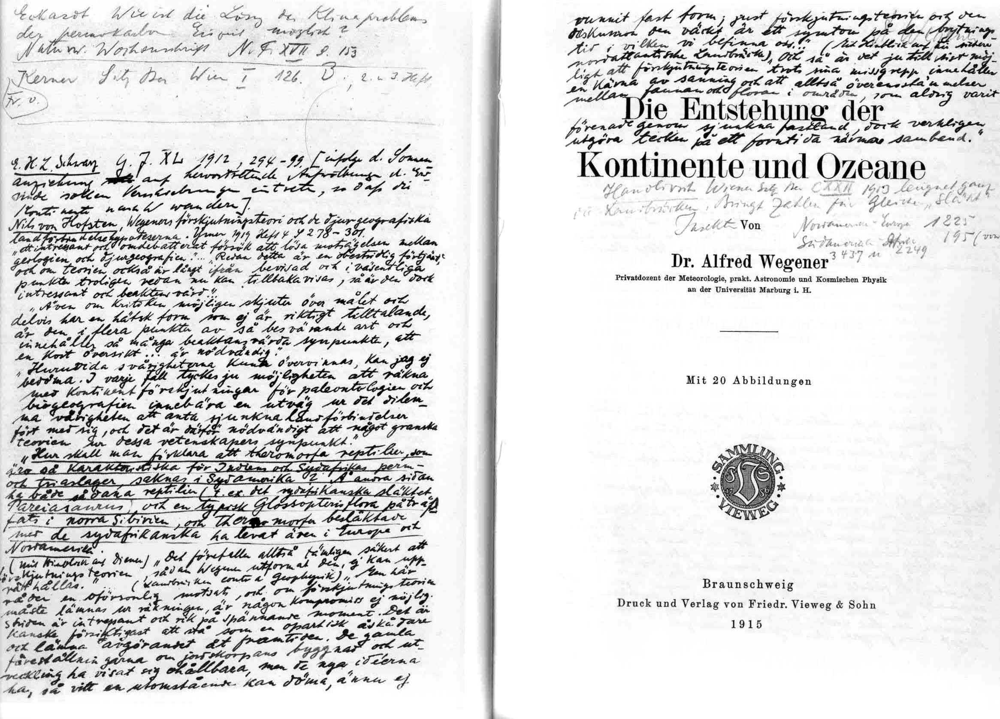 Eckardt Wie ist die Lösg des Klimaproblems
der permokarbon Eiszeit möglich?
Naturw. Wochenschrift N. F. XVII S. 153
Kerner Sitz Ber Wien I 126. B., 2. u 3. Heft,
Fr. v.
E. H. L. Schwarz G. J. XL 1912, 294-99. [infolge d. Sonnen
anziehung auf hervortretende Aufwölbungen d. Erd-
rinde sollen Verschiebungen eintreten, so daß die
Kontinente nach W wandern].
Nils von Hofsten, Wegeners förskjutningsteori och de djurgeografiska
landförbindelsehypoteserna. Ymer 1919 Heft 4 S 278-301.
„ett intressant och omdebatterat försök att lösa motsägelsen mellan
geologien och djurgeografien."... „Redan detta är en obestridlig förtjänst,
och om teorien också är långt ifrån bevisad och i väsentliga
punkter troligen redan nu kan tillbakavisas, så är den dock
intressant och beaktensvärd."
„Även om kritiken möjligen skjuter över målet och
delvis har en hätsk form som ej är riktigt tilltalande,
är den i flera punkter av så besvärande art och
innehåller så många beaktansvärda synpunkter, att
en kort översikt ... är nödvändig."
„Huruvida svårigheterna kunna övervinnas, kan jag ej
bedöma. I varje fall tyckes ju möjligheten att räkna
med kontinentförskjutningar för paleontologien och
biogeografien innebära en utväg ur det dilem-
ma svårigheten att anta sjunkna landförbindelser
fört med sig, och det är därför nödvändigt att något granska
teorien ur dessa vetenskapers synpunkt."
„Hur skall man förklara att theromorfa reptilier, som
äro så karakteristiska för Indiens och Sydafrikas perm-
och triaslager, saknas i Sydamerika? Å andra sidan
ha både sådana reptilier (t. ex. det sydafrikanska släktet
Pareiasaurus) och en typisk Glossopterisflora påträf-
fats i norra Sibirien, och theromorfer besläktade
med de sydafrikanska ha levat även i Europa och
Nordamerika.
(mit Hinblick auf Diener) „Det förefaller alltså tämligen säkert att
förskjutningsteorien, sådan Wegener utformat den, ej kan upp-
rätthållas." ... (Landbrücken contra Geophysik) „Men här
råder en oförsonlig motsats, och om förskjutningsteorien
måste lämnas ur räkningen, är någon kompromiss ej möjlig.
Striden är intressant och rik på spännande moment. Det är
kanske försiktigast att stå som en opartisk åskådare
och lämna avgörandet åt framtiden. De gamla
föreställningarna om jordskorpans byggnad och ut-
veckling ha visat sig ohållbara, men de nya idéerna
ha, så vitt en utomstående kan döma, ännu ej
vunnit fast form; just förskjutningsteorien och den
diskussion den väckt är ett symtom på den brytnings-
tid i vilken vi befinna oss..." (Mit Hinblick auf die sichere
nordatlantische Landbrücke) „Och så är det ju till sist möj-
ligt att förskjutningsteorien trots sina missgrepp innehåller
en kärna av sanning och att alltså överensstämmelser
mellan faunan och floran i områden, som aldrig varit
Die Entstehung der
förenade genom sjunkna fastland, dock verkligen
utgöra tecken på ett forntida närmare samband."
Kontinente und Ozeane
Handlirsch Wiener Sitz Ber CXXII 1913 leugnet ganz
die Landbrücken. Bringt Zahlen für gleiche „Släkt"
Insekten Von Nordamerika-Europa 1225
Südamerika-Afrika 195 (von
3437 u 2249
Dr. Alfred Wegener
Privatdozent der Meteorologie, prakt. Astronomie und Kosmischen Physik
an der Universität Marburg i. H.
Mit 20 Abbildungen
SAMMLUNG
17 86
VIEWEG
Braunschweig
Druck und Verlag von Friedr. Vieweg & Sohn
1915